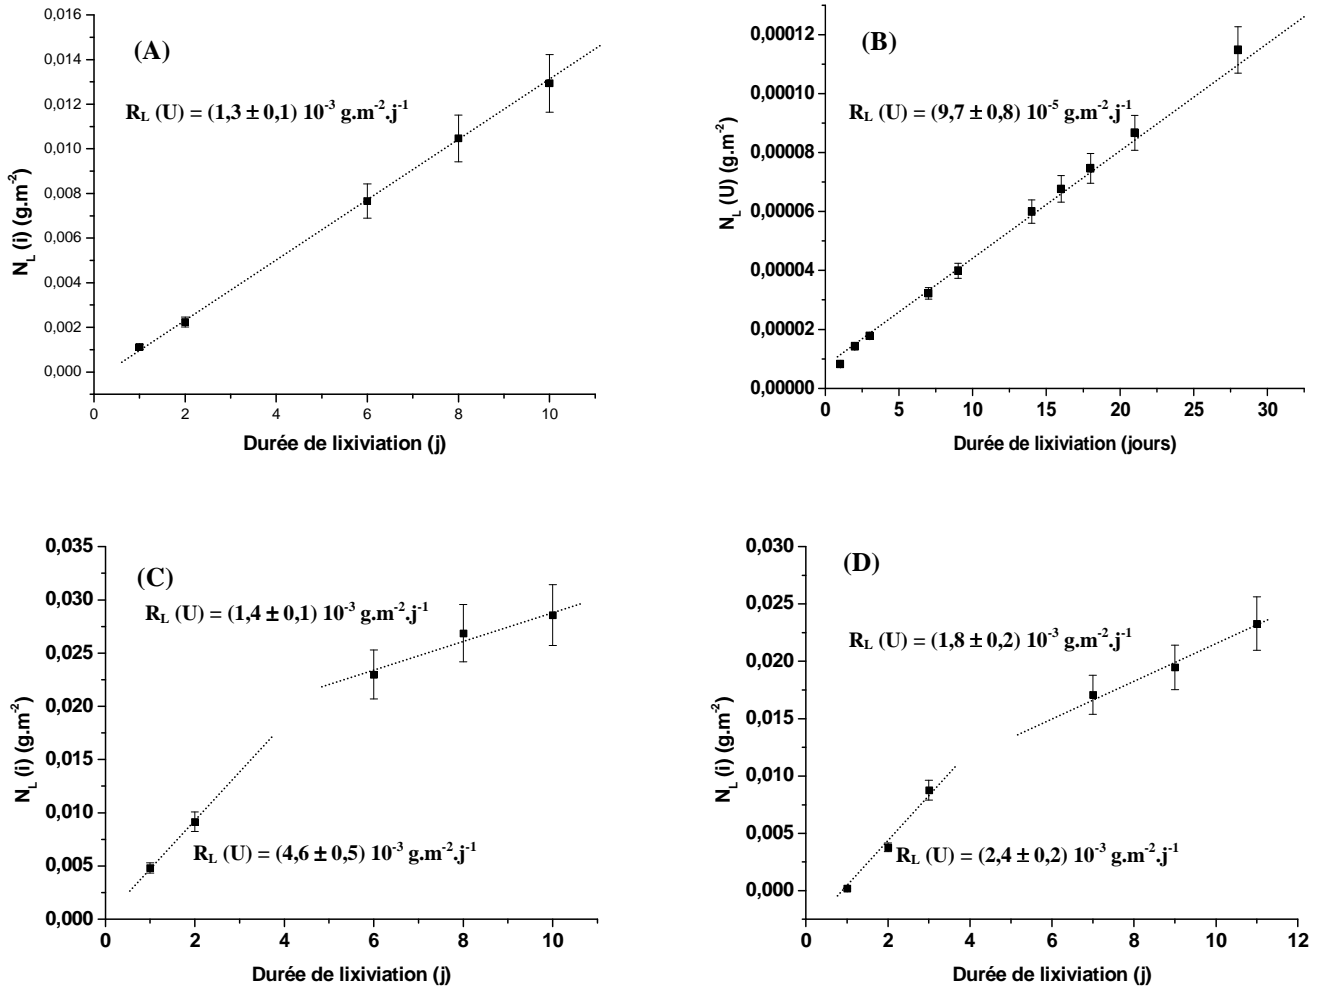 (A)
R_L (U) = (1,3 ± 0,1) 10^-3 g.m^-2.j^-1
N_L (i) (g.m^-2)
0,016
0,014
0,012
0,010
0,008
0,006
0,004
0,002
0,000
0 2 4 6 8 10
Durée de lixiviation (j)
(B)
R_L (U) = (9,7 ± 0,8) 10^-5 g.m^-2.j^-1
N_L (U) (g.m^-2)
0,00012
0,00010
0,00008
0,00006
0,00004
0,00002
0,00000
0 5 10 15 20 25 30
Durée de lixiviation (jours)
(C)
R_L (U) = (1,4 ± 0,1) 10^-3 g.m^-2.j^-1
R_L (U) = (4,6 ± 0,5) 10^-3 g.m^-2.j^-1
N_L (i) (g.m^-2)
0,035
0,030
0,025
0,020
0,015
0,010
0,005
0,000
0 2 4 6 8 10
Durée de lixiviation (j)
(D)
R_L (U) = (1,8 ± 0,2) 10^-3 g.m^-2.j^-1
R_L (U) = (2,4 ± 0,2) 10^-3 g.m^-2.j^-1
N_L (i) (g.m^-2)
0,030
0,025
0,020
0,015
0,010
0,005
0,000
0 2 4 6 8 10 12
Durée de lixiviation (j)